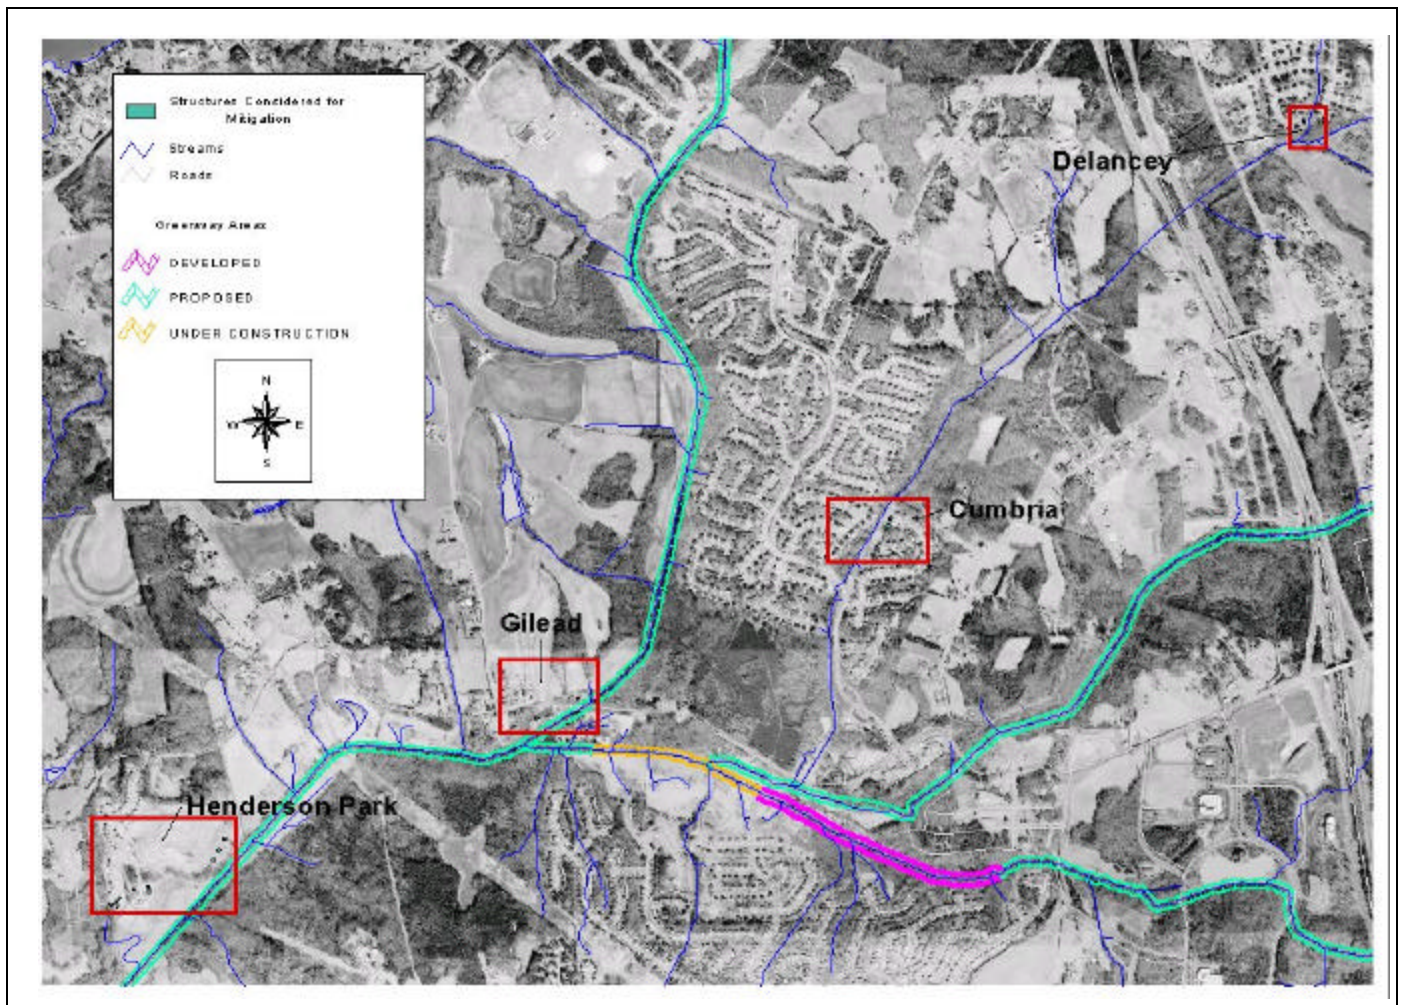 Structures Considered for
Mitigation
Streams
Roads
Greenway Areas
DEVELOPED
PROPOSED
UNDER CONSTRUCTION
N
W E
S
Delancey
Cumbria
Gilead
Henderson Park